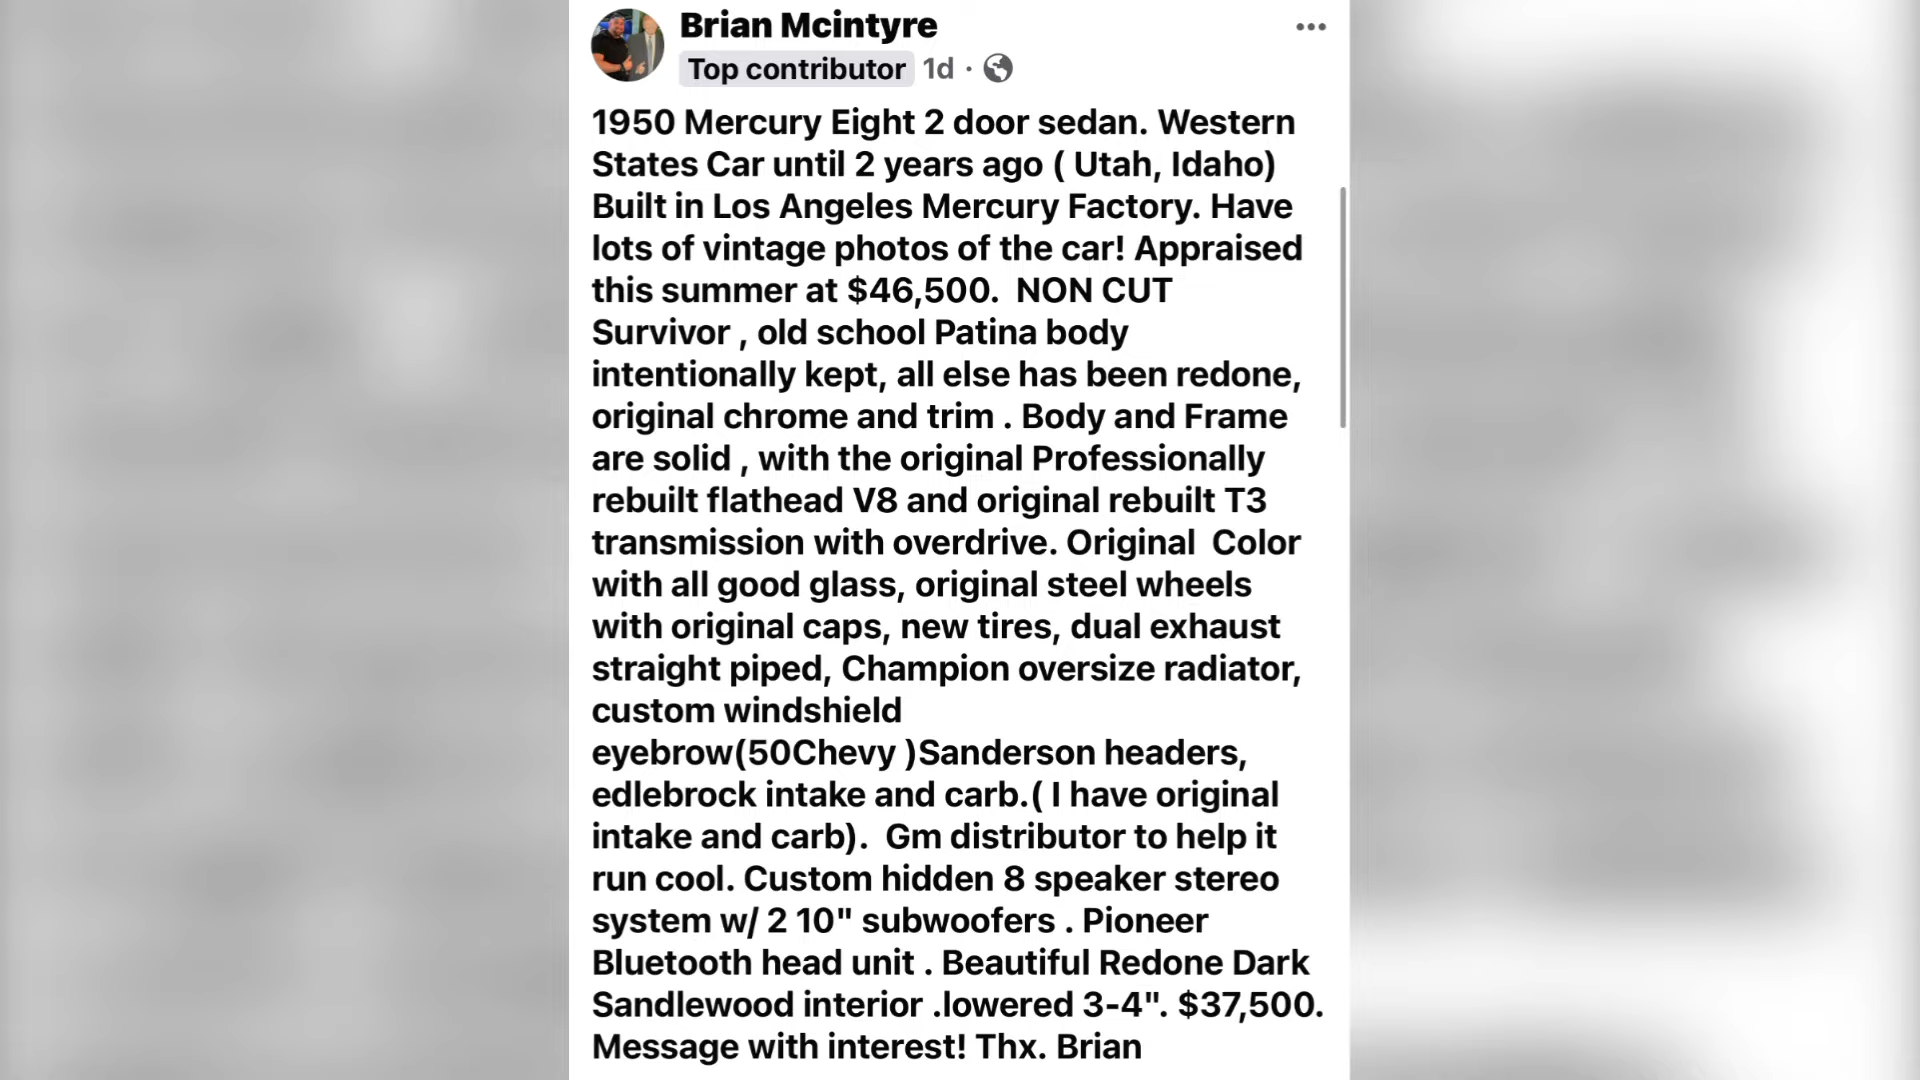 Brian Mcintyre
Top contributor 1d ·
1950 Mercury Eight 2 door sedan. Western
States Car until 2 years ago ( Utah, Idaho)
Built in Los Angeles Mercury Factory. Have
lots of vintage photos of the car! Appraised
this summer at $46,500.  NON CUT
Survivor , old school Patina body
intentionally kept, all else has been redone,
original chrome and trim . Body and Frame
are solid , with the original Professionally
rebuilt flathead V8 and original rebuilt T3
transmission with overdrive. Original  Color
with all good glass, original steel wheels
with original caps, new tires, dual exhaust
straight piped, Champion oversize radiator,
custom windshield
eyebrow(50Chevy )Sanderson headers,
edlebrock intake and carb.( I have original
intake and carb).  Gm distributor to help it
run cool. Custom hidden 8 speaker stereo
system w/ 2 10" subwoofers . Pioneer
Bluetooth head unit . Beautiful Redone Dark
Sandlewood interior .lowered 3-4". $37,500.
Message with interest! Thx. Brian